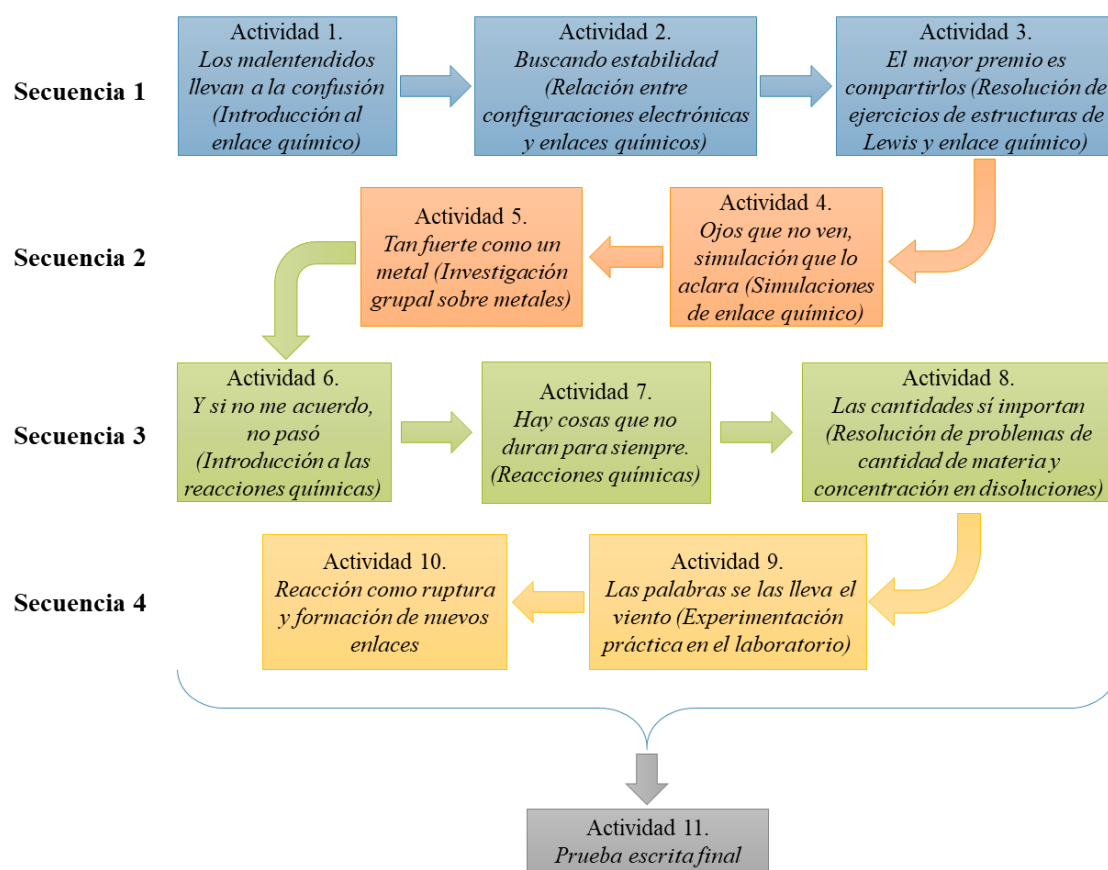 Secuencia 1
Actividad 1.
Los malentendidos
llevan a la confusión
(Introducción al
enlace químico)
Actividad 2.
Buscando estabilidad
(Relación entre
configuraciones electrónicas
y enlaces químicos)
Actividad 3.
El mayor premio es
compartirlos (Resolución de
ejercicios de estructuras de
Lewis y enlace químico)
Secuencia 2
Actividad 4.
Ojos que no ven,
simulación que lo
aclara (Simulaciones
de enlace químico)
Actividad 5.
Tan fuerte como un
metal (Investigación
grupal sobre metales)
Secuencia 3
Actividad 6.
Y si no me acuerdo,
no pasó
(Introducción a las
reacciones químicas)
Actividad 7.
Hay cosas que no
duran para siempre.
(Reacciones químicas)
Actividad 8.
Las cantidades sí importan
(Resolución de problemas de
cantidad de materia y
concentración en disoluciones)
Secuencia 4
Actividad 9.
Las palabras se las lleva el
viento (Experimentación
práctica en el laboratorio)
Actividad 10.
Reacción como ruptura
y formación de nuevos
enlaces
Actividad 11.
Prueba escrita final